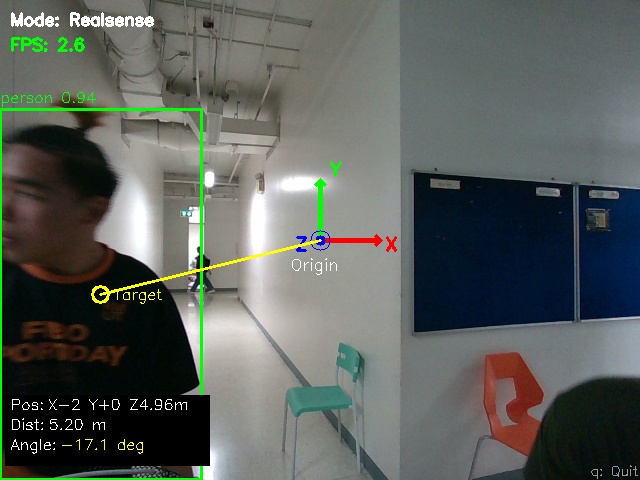 Mode: Realsense
FPS: 2.6
person 0.94
Y
Z
X
Origin
Target
Pos: X-2 Y+0 Z4.96m
Dist: 5.20 m
Angle: -17.1 deg
q: Quit